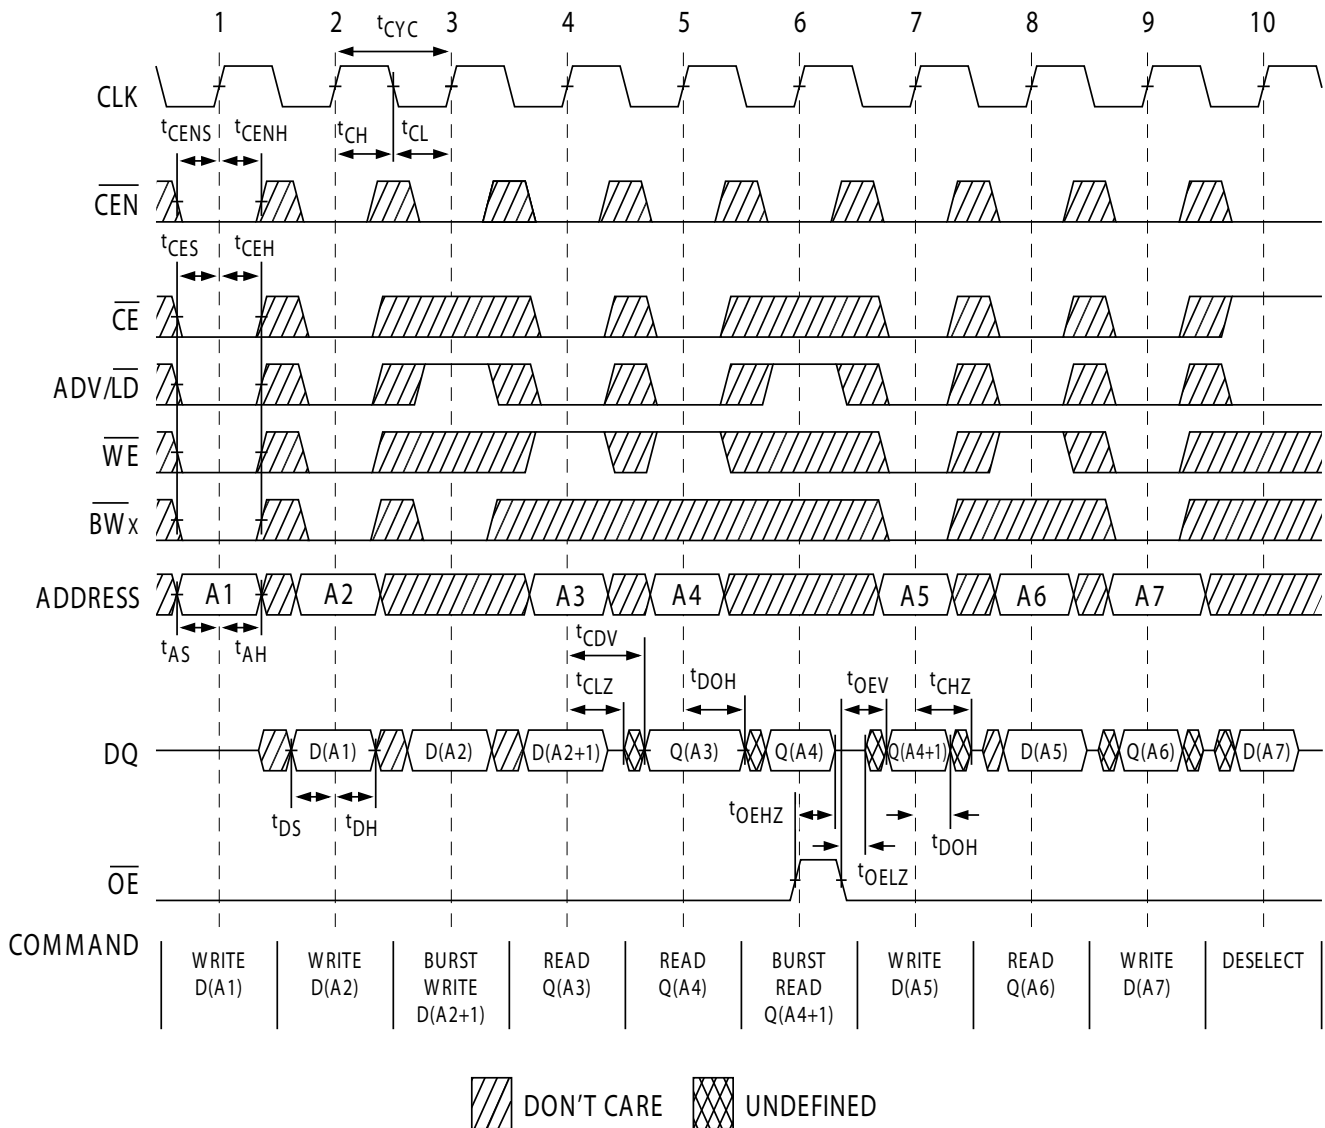 1 2 3 4 5 6 7 8 9 10
tCYC
CLK
tCENS tCENH tCH tCL
CEN
tCES tCEH
CE
ADV/LD
WE
BWx
ADDRESS A1 A2 A3 A4 A5 A6 A7
tAS tAH tCDV
tCLZ tDOH tOEV tCHZ
DQ D(A1) D(A2) D(A2+1) Q(A3) Q(A4) Q(A4+1) D(A5) Q(A6) D(A7)
tDS tDH tOEHZ tDOH
tOELZ
OE
COMMAND
WRITE WRITE BURST READ READ BURST WRITE READ WRITE DESELECT
D(A1) D(A2) WRITE Q(A3) Q(A4) READ D(A5) Q(A6) D(A7)
D(A2+1) Q(A4+1)
DON'T CARE UNDEFINED